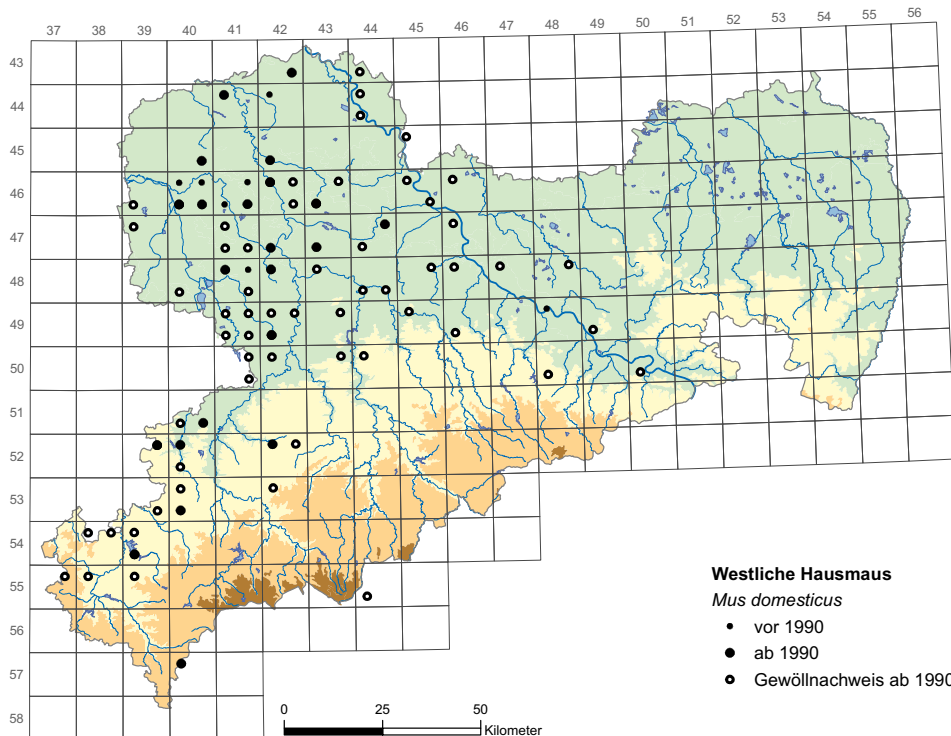 37 38 39 40 41 42 43 44 45 46 47 48 49 50 51 52 53 54 55 56
43
44
45
46
47
48
49
50
51
52
53
54
55
56
57
58
Westliche Hausmaus
Mus domesticus
vor 1990
ab 1990
Gewöllnachweis ab 1990
0 25 50
Kilometer